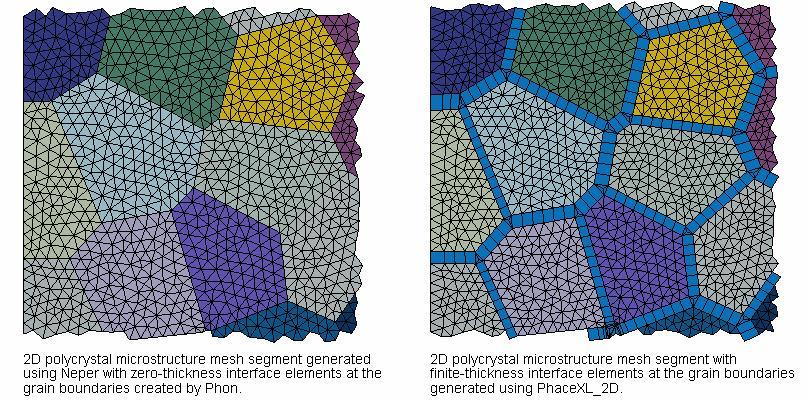 2D polycrystal microstructure mesh segment generated
using Neper with zero-thickness interface elements at the
grain boundaries created by Phon.
2D polycrystal microstructure mesh segment with
finite-thickness interface elements at the grain boundaries
generated using PhaceXL_2D.